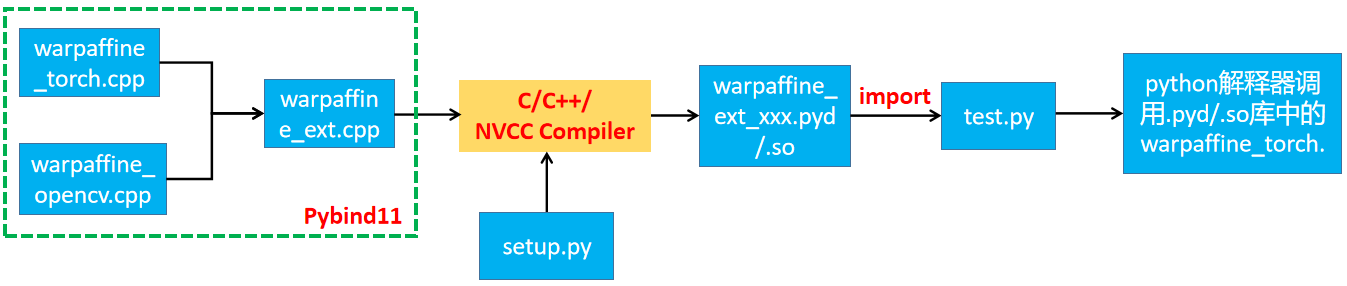 warpaffine
_torch.cpp
warpaffine_
opencv.cpp
warpaffin
e_ext.cpp
Pybind11
C/C++/
NVCC Compiler
setup.py
warpaffine_
ext_xxx.pyd
/.so
import
test.py
python解释器调
用.pyd/.so库中的
warpaffine_torch.